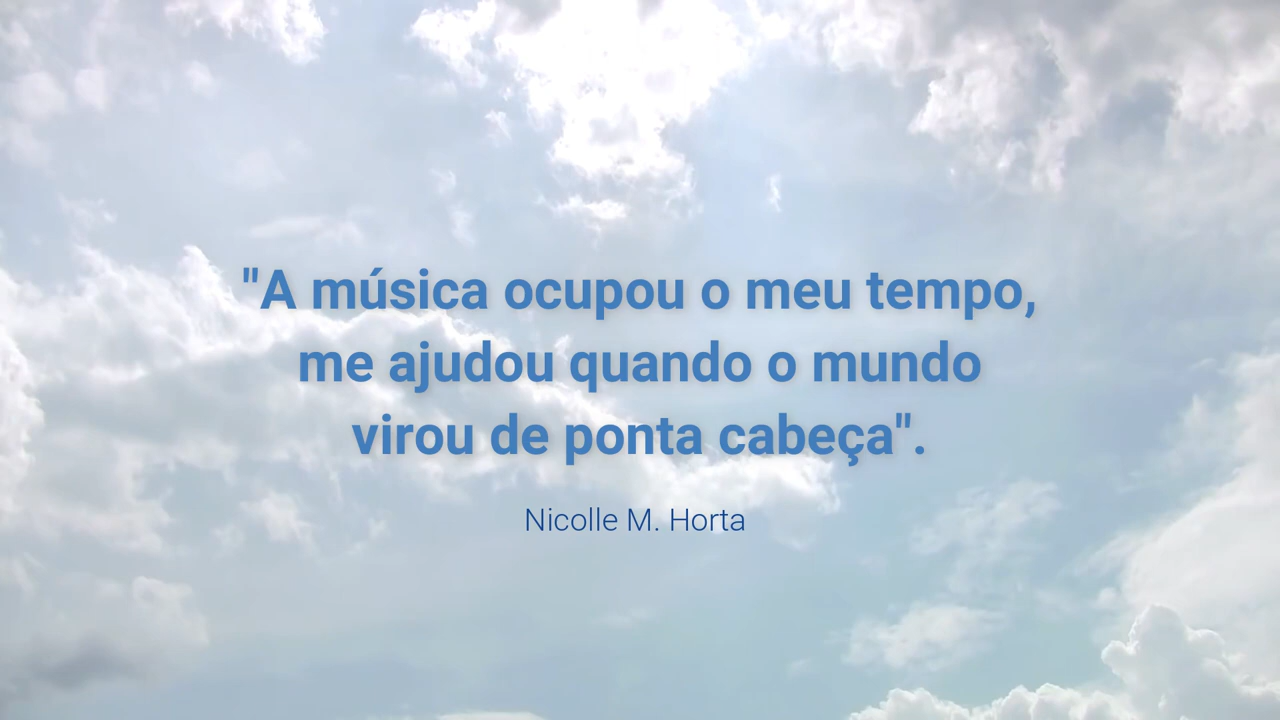 "A música ocupou o meu tempo,
me ajudou quando o mundo
virou de ponta cabeça".
Nicolle M. Horta